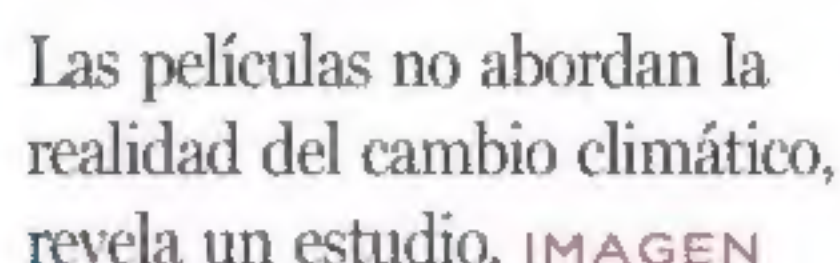 Las películas no abordan la
realidad del cambio climático,
revela un estudio. IMAGEN